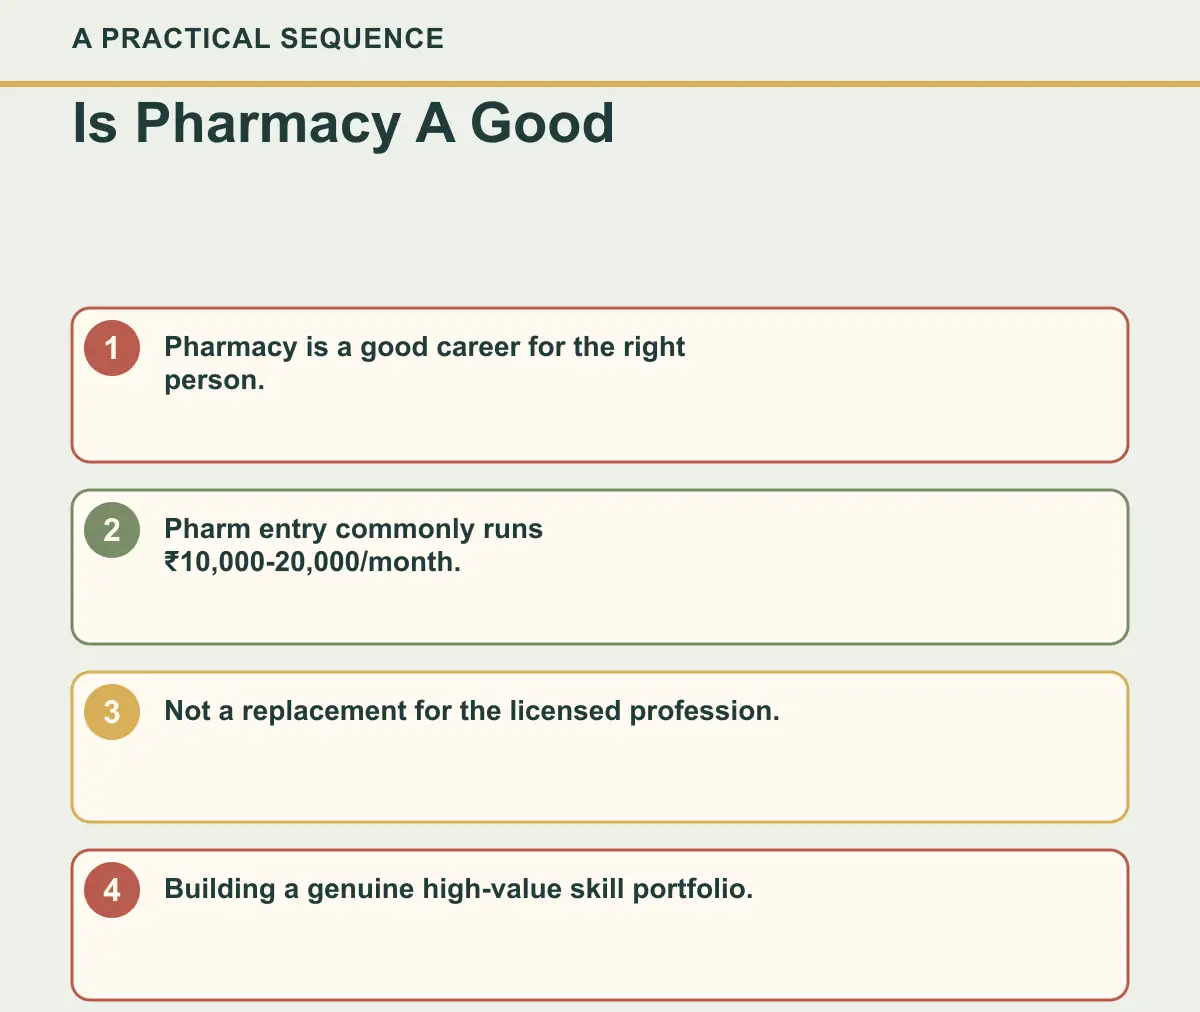 A PRACTICAL SEQUENCE
Is Pharmacy A Good
1
Pharmacy is a good career for the right
person.
2
Pharm entry commonly runs
₹10,000-20,000/month.
3
Not a replacement for the licensed profession.
4
Building a genuine high-value skill portfolio.